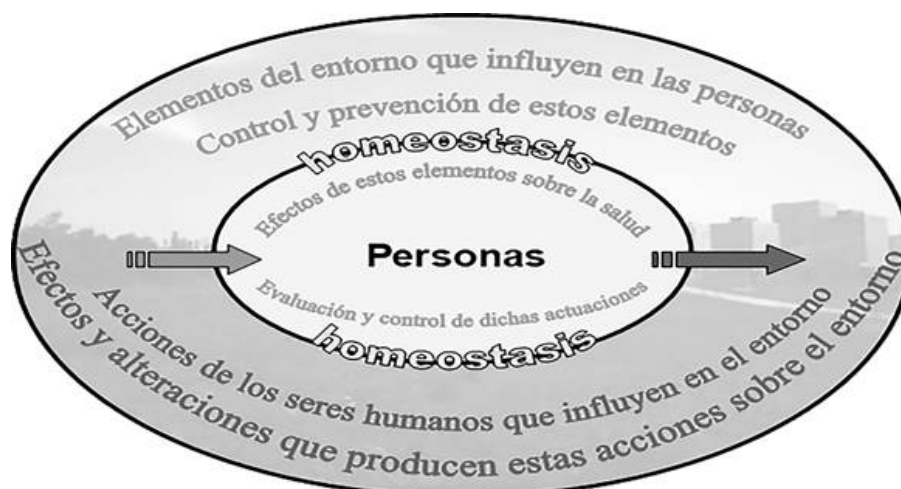 Elementos del entorno que influyen en las personas
Control y prevención de estos elementos
homeostasis
Efectos de estos elementos sobre la salud
Personas
Evaluación y control de dichas actuaciones
homeostasis
Acciones de los seres humanos que influyen en el entorno
Efectos y alteraciones que producen estas acciones sobre el entorno